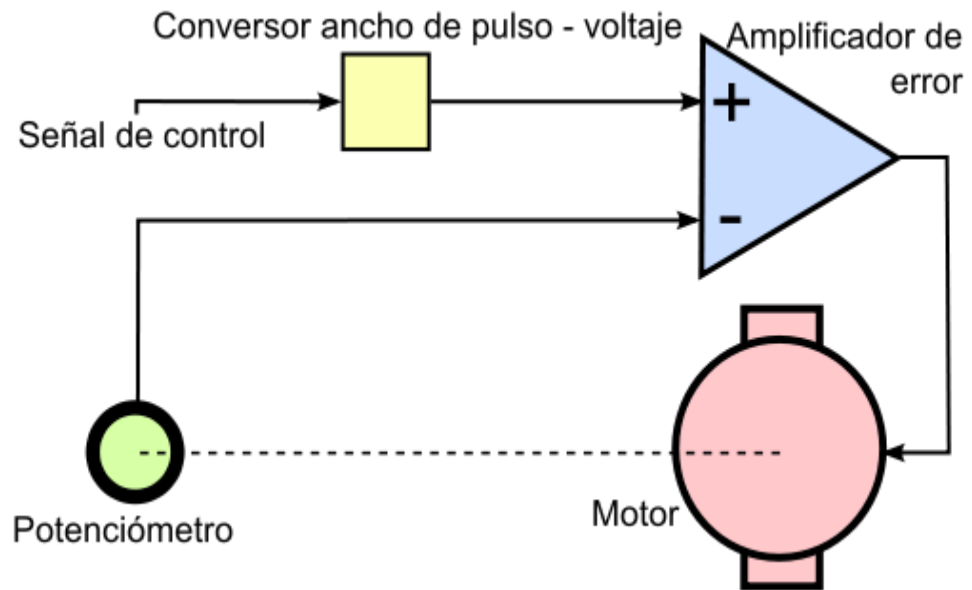 Conversor ancho de pulso - voltaje
Amplificador de
error
Señal de control
+
-
Potenciómetro
Motor